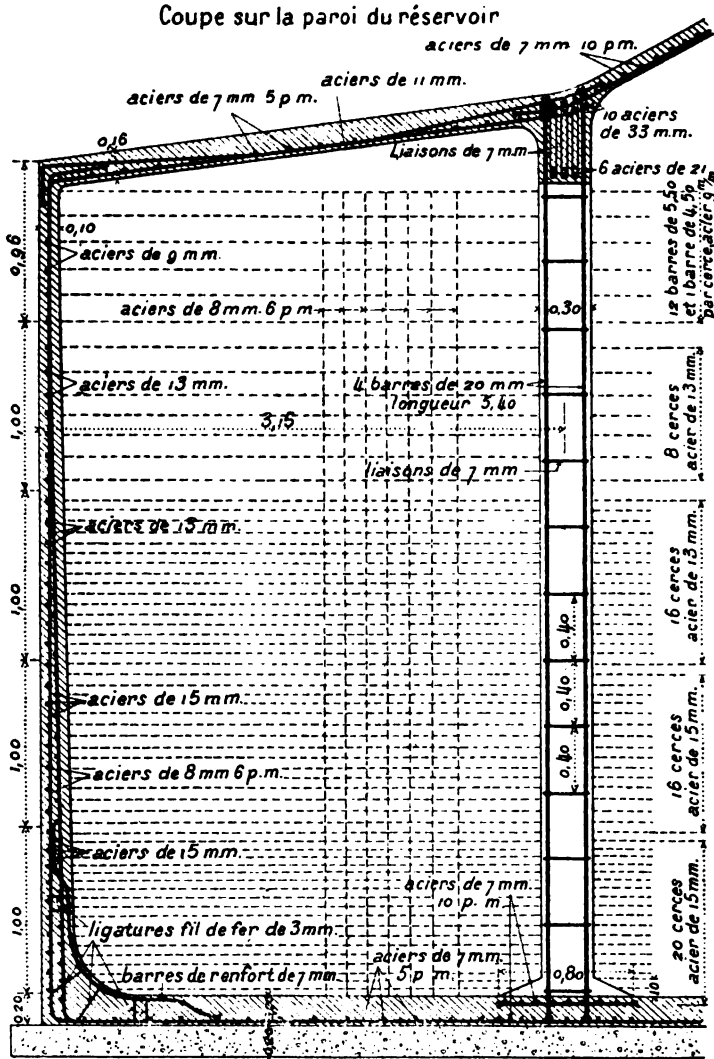 Coupe sur la paroi du réservoir
aciers de 7 mm 10 p m.
aciers de 11 mm.
aciers de 7 mm 5 p m.
0,16
10 aciers
de 33 m.m.
Liaisons de 7 mm
6 aciers de 21
12 barres de 5,50
et 1 barre de 4,50
par cerce, acier 9 m/m
0,96
0,10
aciers de 9 mm.
aciers de 8 mm. 6 p m
0,30
aciers de 13 mm.
4 barres de 20 mm
longueur 5,40
8 cerces
acier de 13 mm.
1,00
3,15
liaisons de 7 mm
aciers de 13 mm.
16 cerces
acier de 13 mm.
1,00
0,40
0,40
0,40
aciers de 15 mm.
16 cerces
acier de 15 mm.
1,00
aciers de 8 mm 6 p.m.
aciers de 15 mm.
aciers de 7 mm.
10 p. m
20 cerces
acier de 15 mm.
1,00
ligatures fil de fer de 3 mm.
aciers de 7 mm.
5 p m.
barres de renfort de 7 mm
0,80
0,20